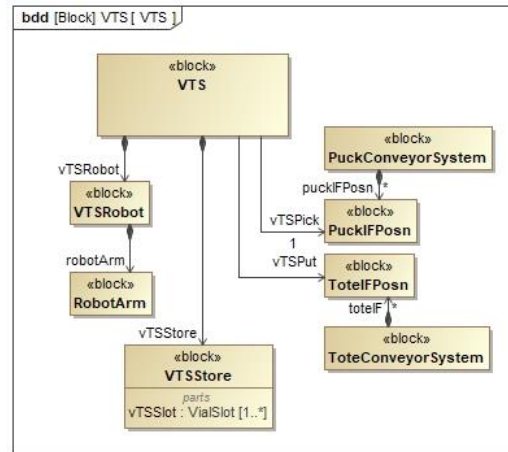 bdd [Block] VTS [ VTS ]
«block»
VTS
«block»
PuckConveyorSystem
vTSRobot
puckIFPosn
*
«block»
VTSRobot
«block»
PuckIFPosn
vTSPick
1
robotArm
vTSPut
«block»
RobotArm
«block»
ToteIFPosn
toteIF
*
vTSStore
«block»
ToteConveyorSystem
«block»
VTSStore
parts
vTSSlot : VialSlot [1..*]